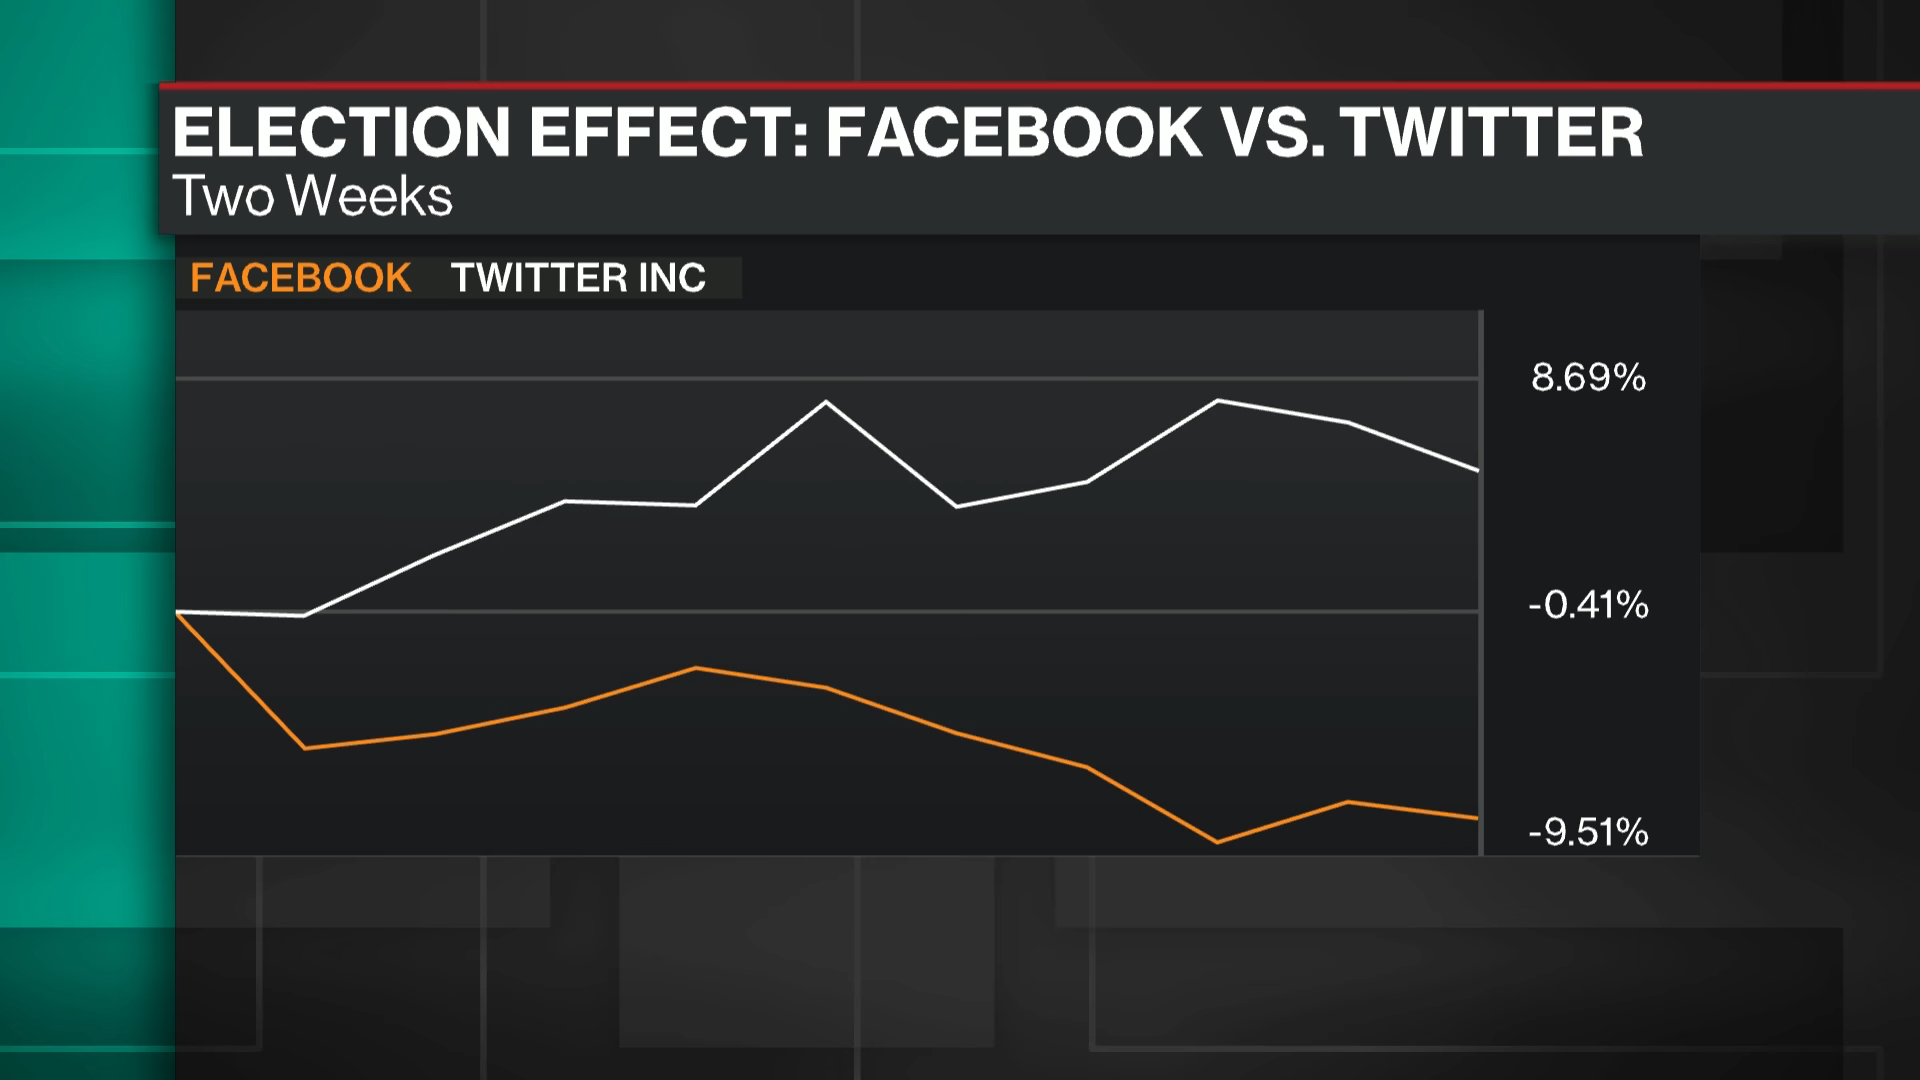 ELECTION EFFECT: FACEBOOK VS. TWITTER
Two Weeks
FACEBOOK TWITTER INC
8.69%
-0.41%
-9.51%